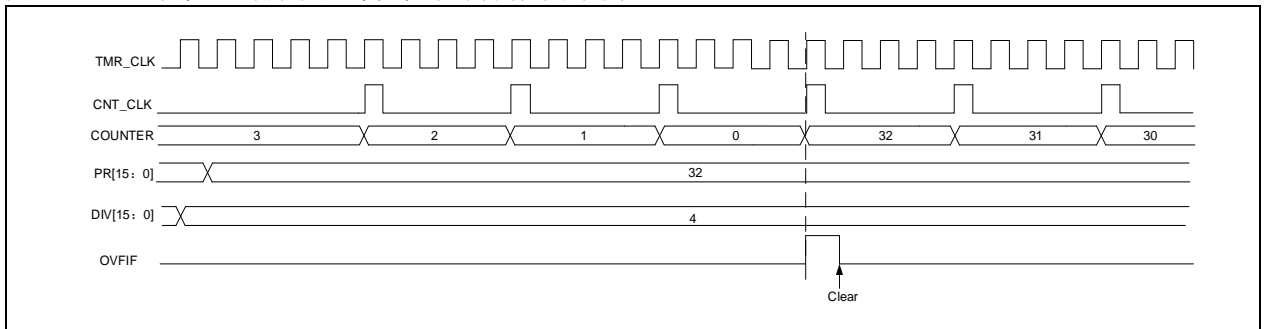 TMR_CLK
CNT_CLK
COUNTER 3 2 1 0 32 31 30
PR[15：0] 32
DIV[15：0] 4
OVFIF
Clear